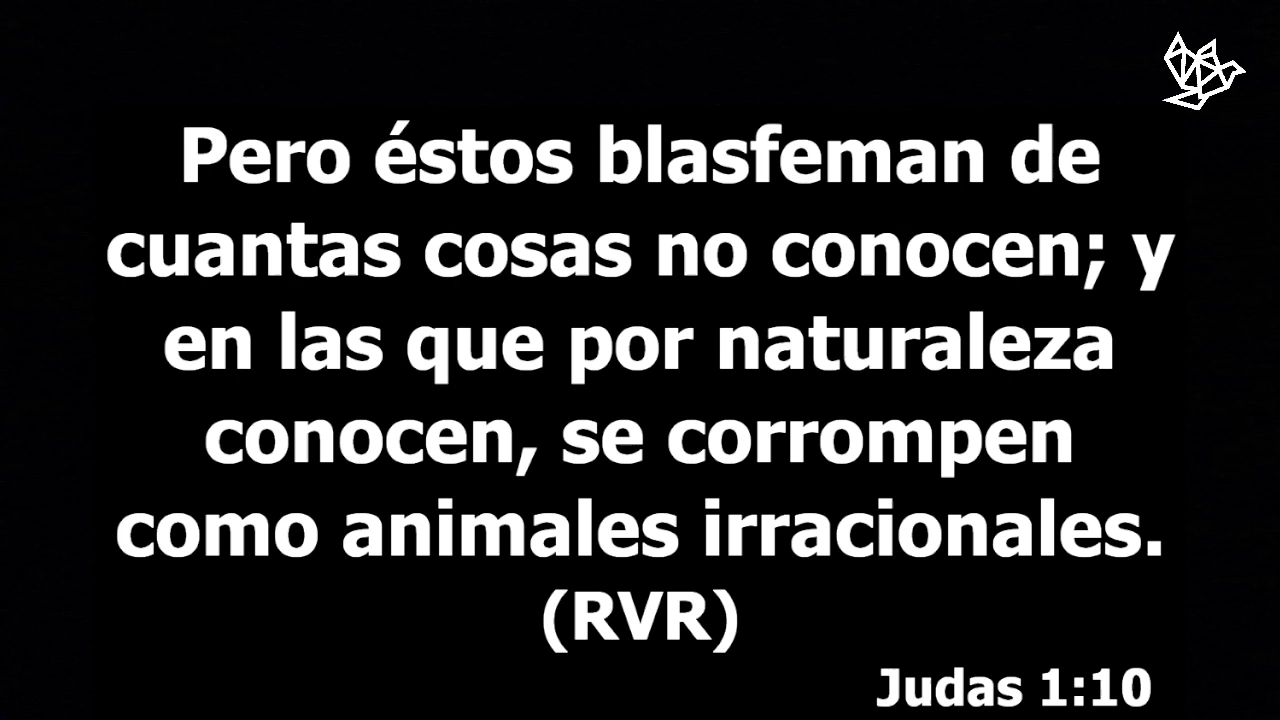 Pero éstos blasfeman de
cuantas cosas no conocen; y
en las que por naturaleza
conocen, se corrompen
como animales irracionales.
(RVR)
Judas 1:10